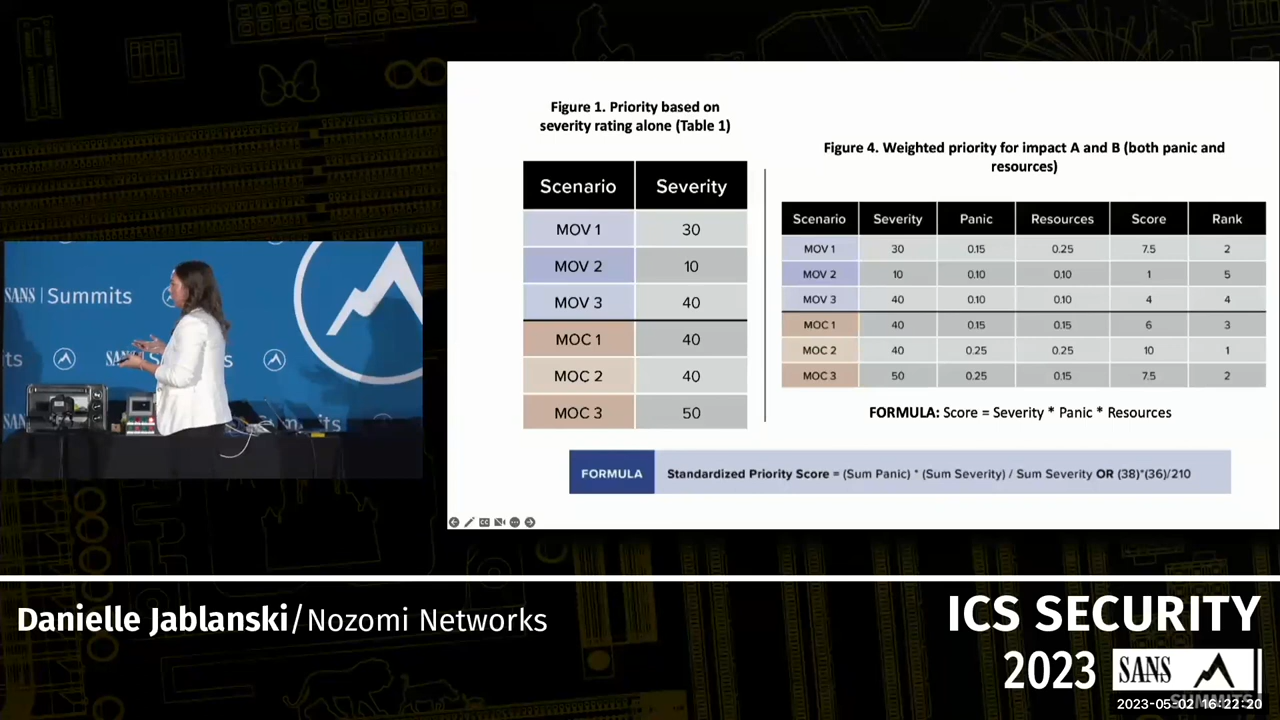 Figure 1. Priority based on
severity rating alone (Table 1)
Scenario Severity
MOV 1 30
MOV 2 10
MOV 3 40
MOC 1 40
MOC 2 40
MOC 3 50
Figure 4. Weighted priority for impact A and B (both panic and
resources)
Scenario Severity Panic Resources Score Rank
MOV 1 30 0.15 0.25 7.5 2
MOV 2 10 0.10 0.10 1 5
MOV 3 40 0.10 0.10 4 4
MOC 1 40 0.15 0.15 6 3
MOC 2 40 0.25 0.25 10 1
MOC 3 50 0.25 0.15 7.5 2
FORMULA: Score = Severity * Panic * Resources
FORMULA Standardized Priority Score = (Sum Panic) * (Sum Severity) / Sum Severity OR (38)*(36)/210
SANS | Summits
ts
SANS
Danielle Jablanski/Nozomi Networks
ICS SECURITY
2023 SANS
SUMMITS
2023-05-02 16:22:20